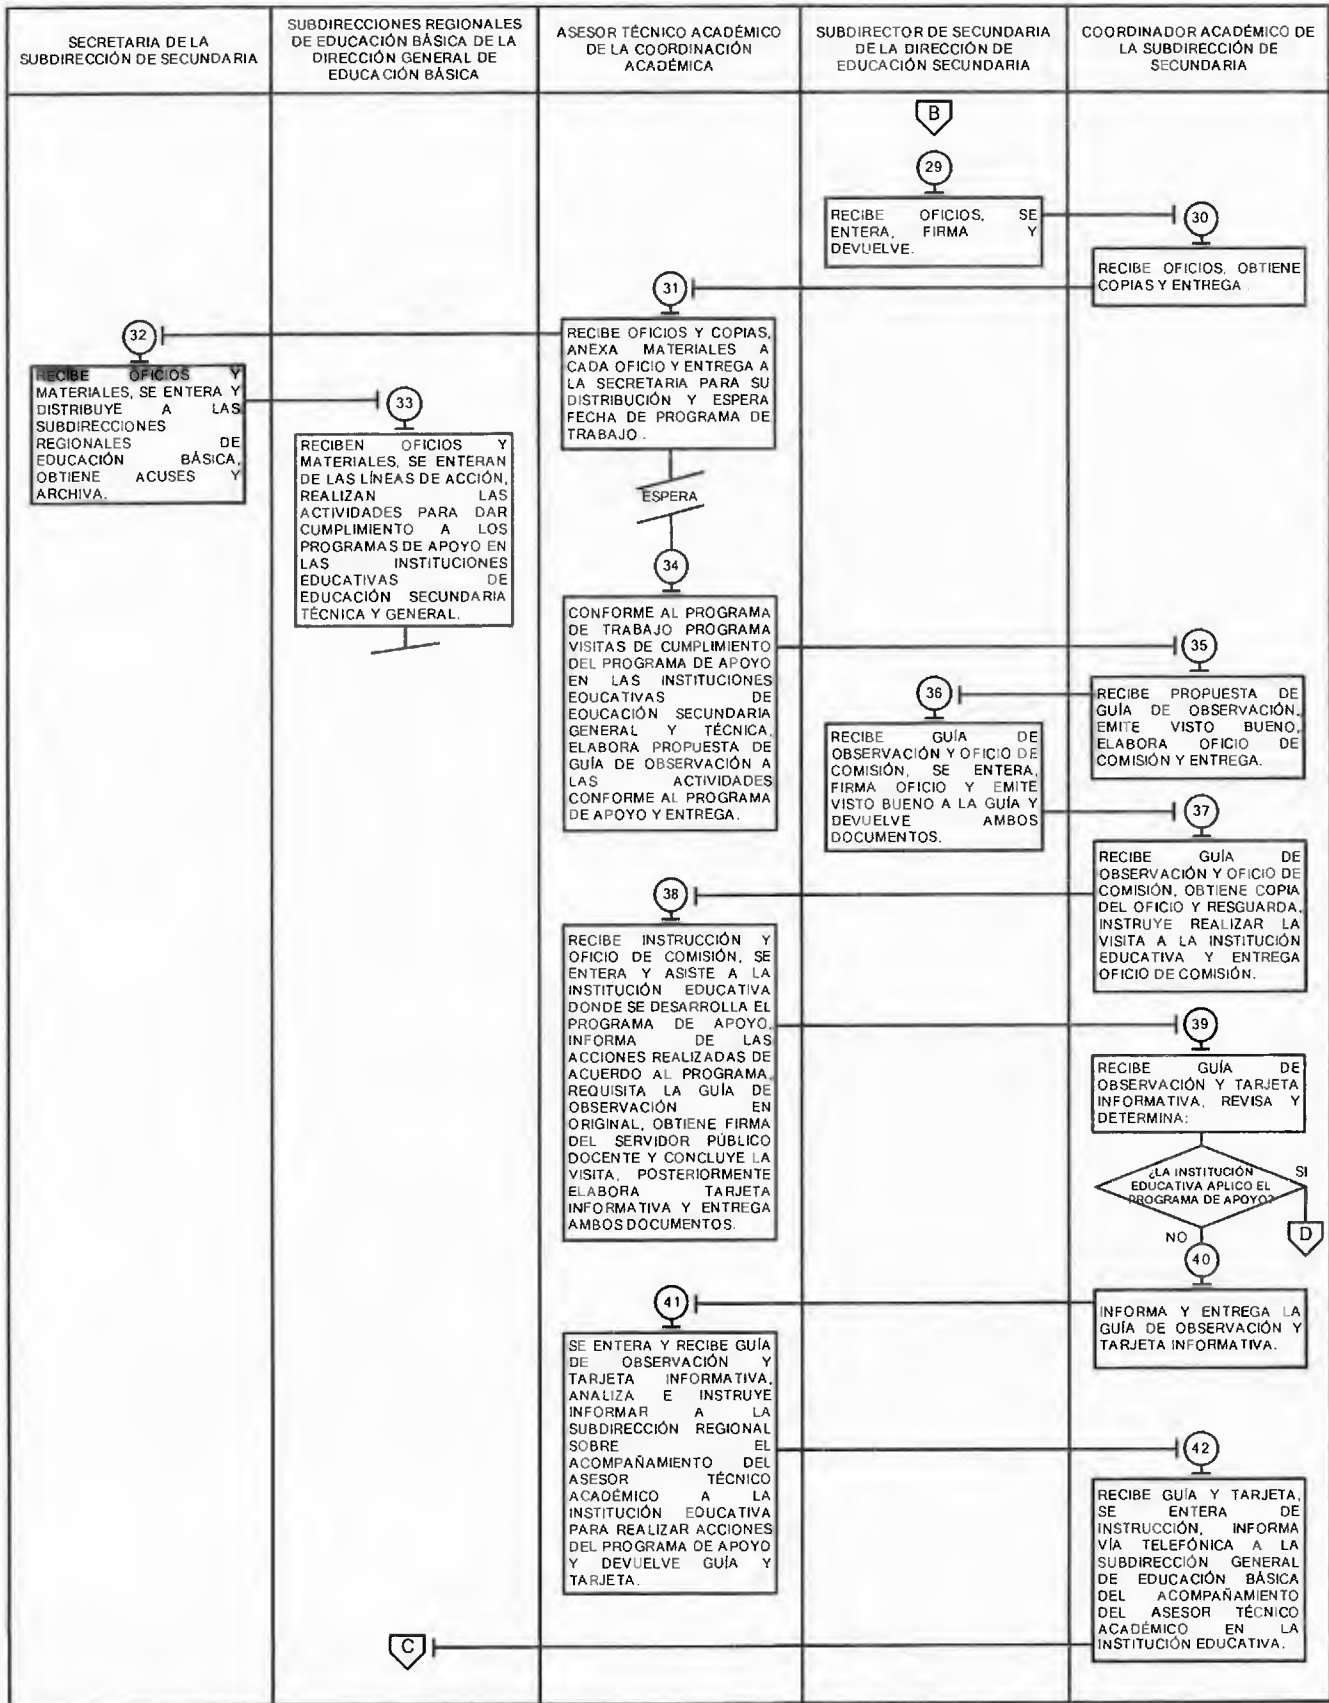 SECRETARIA DE LA
SUBDIRECCIÓN DE SECUNDARIA
SUBDIRECCIONES REGIONALES
DE EDUCACIÓN BÁSICA DE LA
DIRECCIÓN GENERAL DE
EDUCACIÓN BÁSICA
ASESOR TÉCNICO ACADÉMICO
DE LA COORDINACIÓN
ACADÉMICA
SUBDIRECTOR DE SECUNDARIA
DE LA DIRECCIÓN DE
EDUCACIÓN SECUNDARIA
COORDINADOR ACADÉMICO DE
LA SUBDIRECCIÓN DE
SECUNDARIA
B
29
RECIBE OFICIOS, SE
ENTERA, FIRMA Y
DEVUELVE.
30
RECIBE OFICIOS, OBTIENE
COPIAS Y ENTREGA
31
RECIBE OFICIOS Y COPIAS,
ANEXA MATERIALES A
CADA OFICIO Y ENTREGA A
LA SECRETARIA PARA SU
DISTRIBUCIÓN Y ESPERA
FECHA DE PROGRAMA DE
TRABAJO .
32
RECIBE OFICIOS Y
MATERIALES, SE ENTERA Y
DISTRIBUYE A LAS
SUBDIRECCIONES
REGIONALES DE
EDUCACIÓN BÁSICA,
OBTIENE ACUSES Y
ARCHIVA.
33
RECIBEN OFICIOS Y
MATERIALES, SE ENTERAN
DE LAS LÍNEAS DE ACCIÓN,
REALIZAN LAS
ACTIVIDADES PARA DAR
CUMPLIMIENTO A LOS
PROGRAMAS DE APOYO EN
LAS INSTITUCIONES
EDUCATIVAS DE
EDUCACIÓN SECUNDARIA
TÉCNICA Y GENERAL.
ESPERA
34
CONFORME AL PROGRAMA
DE TRABAJO PROGRAMA
VISITAS DE CUMPLIMIENTO
DEL PROGRAMA DE APOYO
EN LAS INSTITUCIONES
EDUCATIVAS DE
EOUCACIÓN SECUNDARIA
GENERAL Y TÉCNICA,
ELABORA PROPUESTA DE
GUÍA DE OBSERVACIÓN A
LAS ACTIVIDADES
CONFORME AL PROGRAMA
DE APOYO Y ENTREGA.
35
RECIBE PROPUESTA DE
GUÍA DE OBSERVACIÓN,
EMITE VISTO BUENO,
ELABORA OFICIO DE
COMISIÓN Y ENTREGA.
36
RECIBE GUÍA DE
OBSERVACIÓN Y OFICIO DE
COMISIÓN, SE ENTERA,
FIRMA OFICIO Y EMITE
VISTO BUENO A LA GUÍA Y
DEVUELVE AMBOS
DOCUMENTOS.
37
RECIBE GUÍA DE
OBSERVACIÓN Y OFICIO DE
COMISIÓN, OBTIENE COPIA
DEL OFICIO Y RESGUARDA,
INSTRUYE REALIZAR LA
VISITA A LA INSTITUCIÓN
EDUCATIVA Y ENTREGA
OFICIO DE COMISIÓN.
38
RECIBE INSTRUCCIÓN Y
OFICIO DE COMISIÓN, SE
ENTERA Y ASISTE A LA
INSTITUCIÓN EDUCATIVA
DONDE SE DESARROLLA EL
PROGRAMA DE APOYO,
INFORMA DE LAS
ACCIONES REALIZADAS DE
ACUERDO AL PROGRAMA,
REQUISITA LA GUÍA DE
OBSERVACIÓN EN
ORIGINAL, OBTIENE FIRMA
DEL SERVIDOR PÚBLICO
DOCENTE Y CONCLUYE LA
VISITA, POSTERIORMENTE
ELABORA TARJETA
INFORMATIVA Y ENTREGA
AMBOS DOCUMENTOS.
39
RECIBE GUÍA DE
OBSERVACIÓN Y TARJETA
INFORMATIVA, REVISA Y
DETERMINA:
¿LA INSTITUCIÓN
EDUCATIVA APLICO EL
PROGRAMA DE APOYO?
SI
D
NO
40
INFORMA Y ENTREGA LA
GUÍA DE OBSERVACIÓN Y
TARJETA INFORMATIVA.
41
SE ENTERA Y RECIBE GUÍA
DE OBSERVACIÓN Y
TARJETA INFORMATIVA,
ANALIZA E INSTRUYE
INFORMAR A LA
SUBDIRECCIÓN REGIONAL
SOBRE EL
ACOMPAÑAMIENTO DEL
ASESOR TÉCNICO
ACADÉMICO A LA
INSTITUCIÓN EOUCATIVA
PARA REALIZAR ACCIONES
DEL PROGRAMA OE APOYO
Y DEVUELVE GUÍA Y
TARJETA.
42
RECIBE GUÍA Y TARJETA,
SE ENTERA DE
INSTRUCCIÓN, INFORMA
VÍA TELEFÓNICA A LA
SUBDIRECCIÓN GENERAL
DE EDUCACIÓN BÁSICA
DEL ACOMPAÑAMIENTO
DEL ASESOR TÉCNICO
ACADÉMICO EN LA
INSTITUCIÓN EDUCATIVA.
C